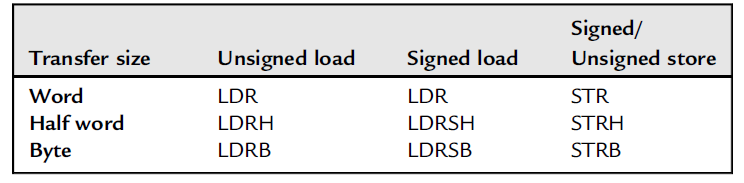 Signed/
Transfer size Unsigned load Signed load Unsigned store
Word LDR LDR STR
Half word LDRH LDRSH STRH
Byte LDRB LDRSB STRB